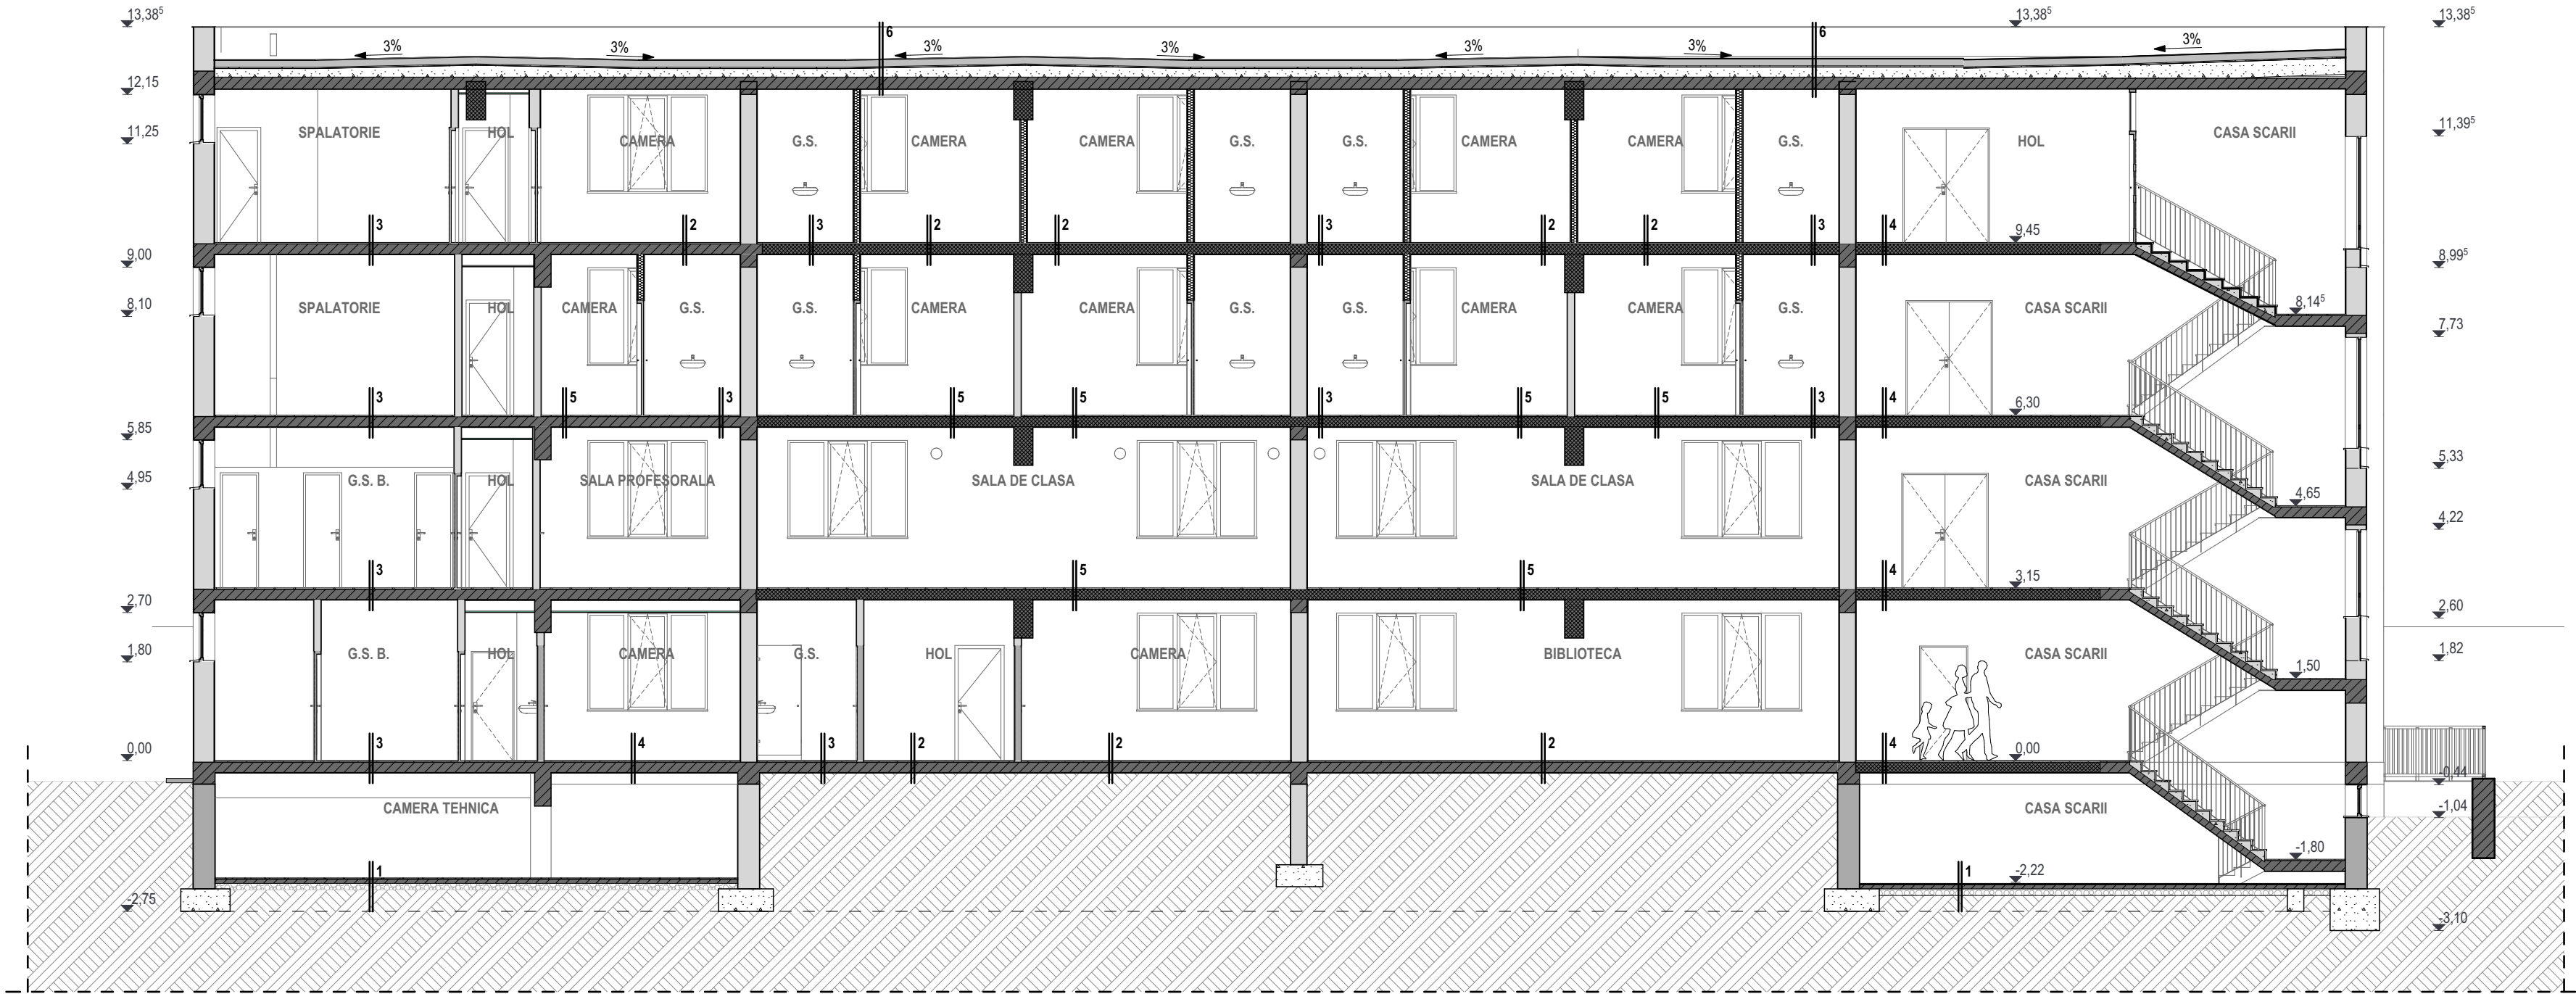 13,38⁵ 13,38⁵ 13,38⁵
6 6
3% 3% 3% 3% 3% 3% 3%
12,15
11,25 SPALATORIE HOL CAMERA G.S. CAMERA CAMERA G.S. G.S. CAMERA CAMERA G.S. HOL CASA SCARII 11,39⁵
3 2 3 2 2 3 2 2 3 4 9,45
9,00 8,99⁵
8,10 SPALATORIE HOL CAMERA G.S. G.S. CAMERA CAMERA G.S. G.S. CAMERA CAMERA G.S. CASA SCARII 8,14⁵
7,73
3 5 3 5 5 3 5 5 3 4 6,30
5,85
5,33
4,95 G.S. B. HOL SALA PROFESORALA SALA DE CLASA SALA DE CLASA CASA SCARII 4,65
4,22
3 5 5 4 3,15
2,70 2,60
1,80 G.S. B. HOL CAMERA G.S. HOL CAMERA BIBLIOTECA CASA SCARII 1,50 1,82
0,00 3 4 3 2 2 2 4 0,00
-0,44
CAMERA TEHNICA CASA SCARII -1,04
-1,80
1 1 -2,22
-2,75
-3,10